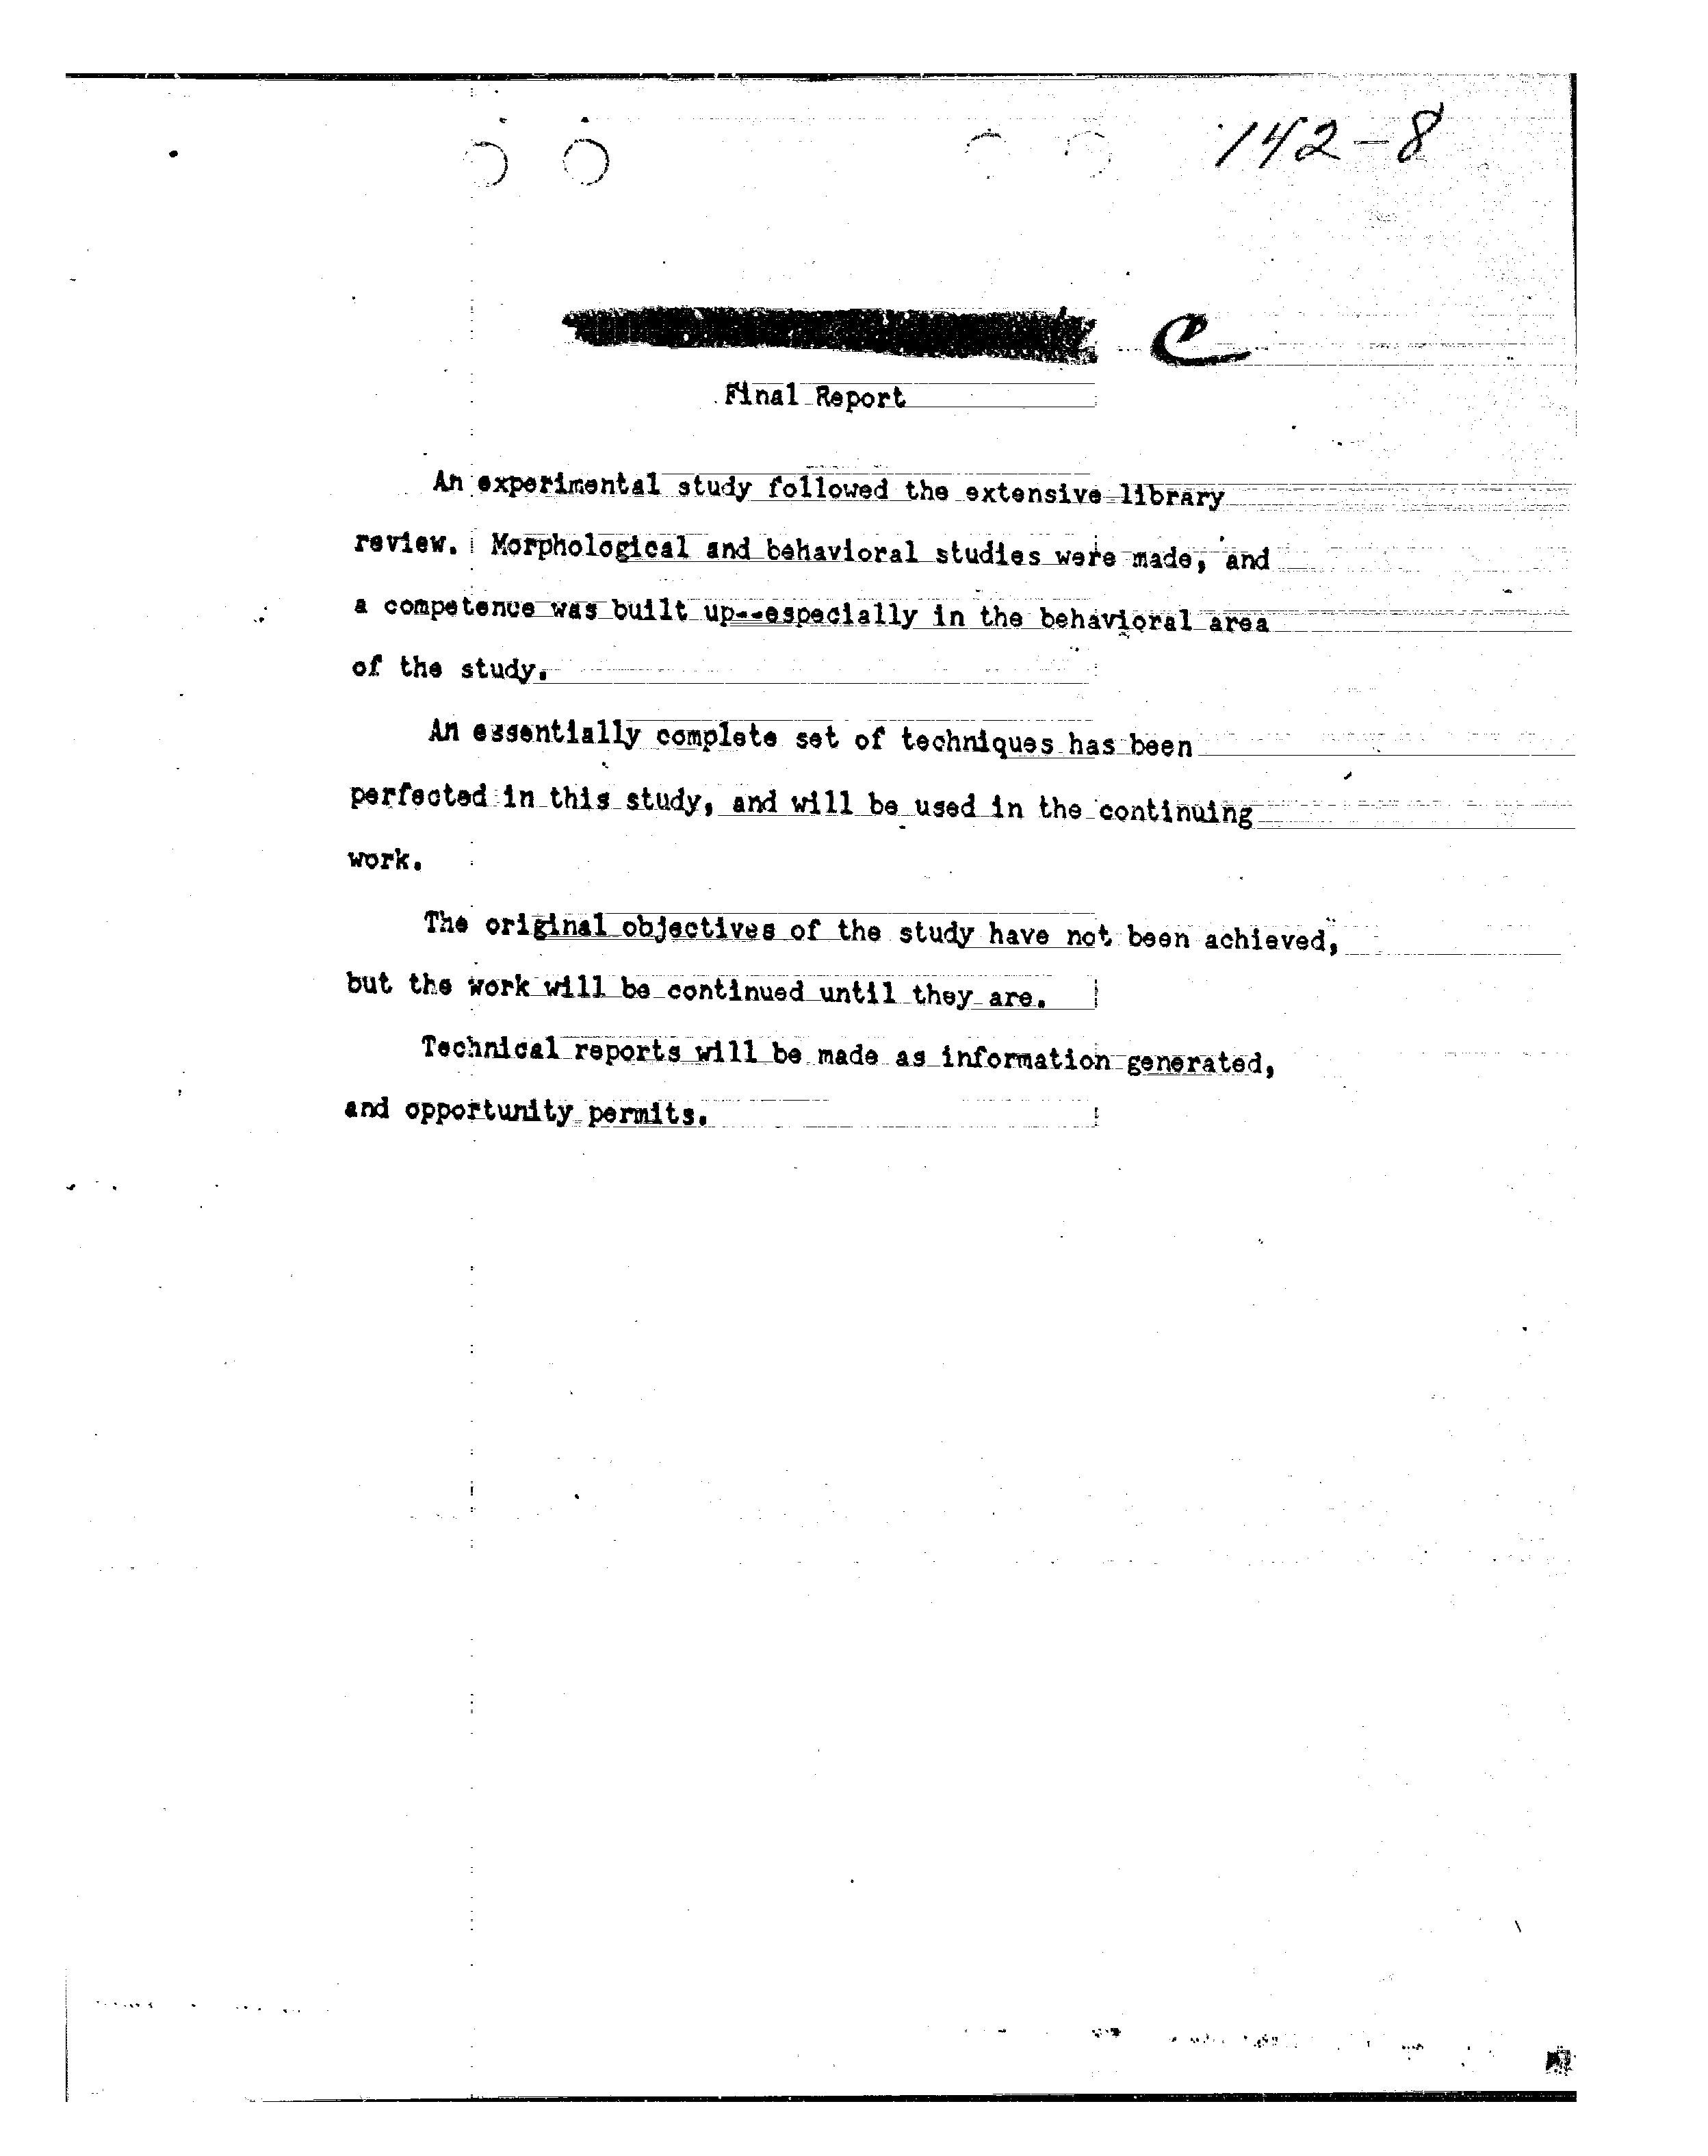 142-8
C
Final Report
An experimental study followed the extensive library
review. Morphological and behavioral studies were made, and
a competence was built up--especially in the behavioral area
of the study.
An essentially complete set of techniques has been
perfected in this study, and will be used in the continuing
work.
The original objectives of the study have not been achieved,
but the work will be continued until they are.
Technical reports will be made as information generated,
and opportunity permits.